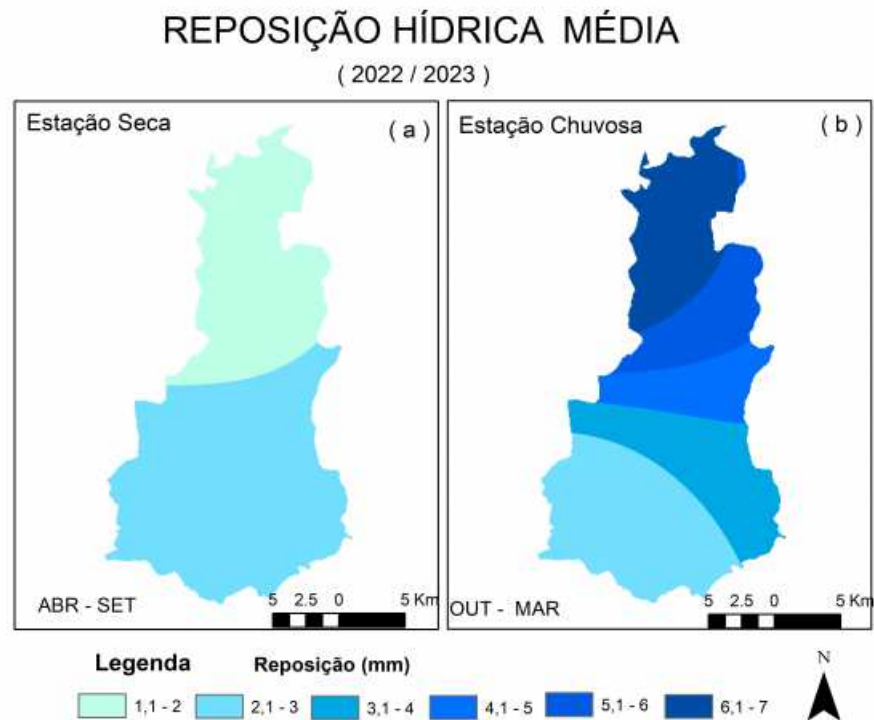 REPOSIÇÃO HÍDRICA MÉDIA
( 2022 / 2023 )
Estação Seca
( a )
ABR - SET
5 2.5 0 5 Km
Estação Chuvosa
( b )
OUT - MAR
5 2.5 0 5 Km
Legenda
Reposição (mm)
1,1 - 2
2,1 - 3
3,1 - 4
4,1 - 5
5,1 - 6
6,1 - 7
N